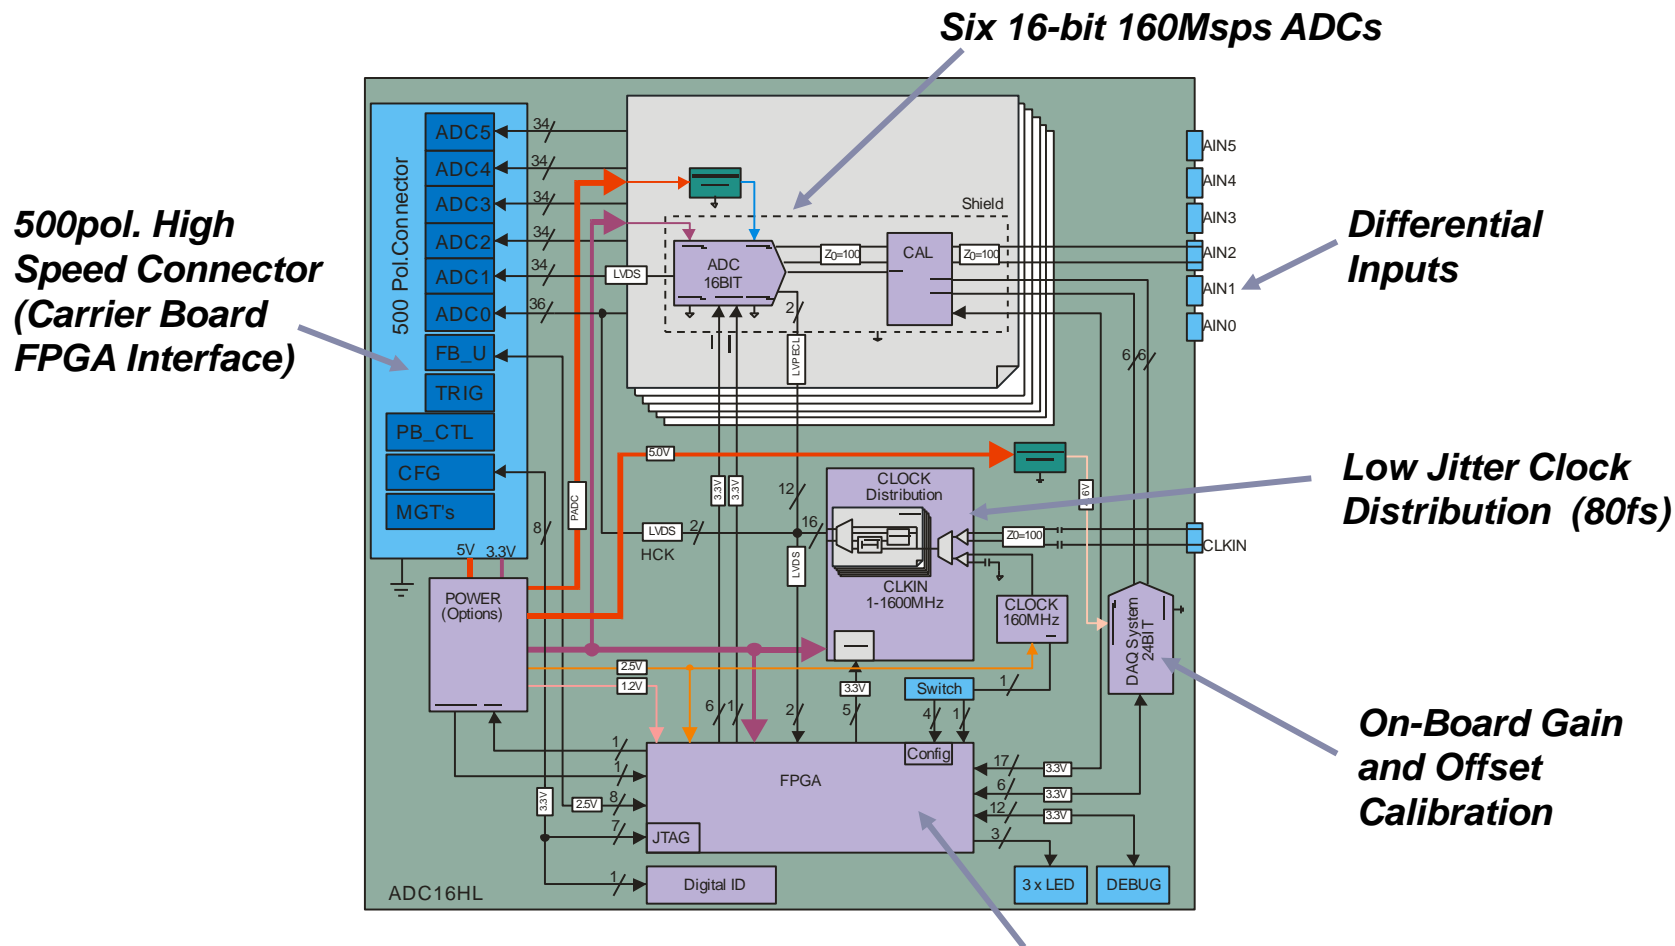 Six 16-bit 160Msps ADCs
500pol. High
Speed Connector
(Carrier Board
FPGA Interface)
Differential
Inputs
Low Jitter Clock
Distribution (80fs)
On-Board Gain
and Offset
Calibration
500 Pol.Connector
ADC5
ADC4
ADC3
ADC2
ADC1
ADC0
FB_U
TRIG
PB_CTL
CFG
MGT's
34
34
34
34
34
36
Shield
LVDS
ADC
16BIT
Z0=100
CAL
Z0=100
2
LVPECL
AIN5
AIN4
AIN3
AIN2
AIN1
AIN0
6
6
5.0V
PADC
3.3V
3.3V
12
8
LVDS
2
HCK
16
LVDS
CLOCK
Distribution
CLKIN
1-1600MHz
Z0=100
CLKIN
CLOCK
160MHz
DAQ System
24BIT
5V
3.3V
POWER
(Options)
2.5V
1.2V
3.3V
Switch
1
6
1
2
5
4
1
Config
FPGA
1
1
3.3V
2.5V
8
7
JTAG
17
3.3V
6
3.3V
12
3.3V
3
1
Digital ID
3 x LED
DEBUG
ADC16HL